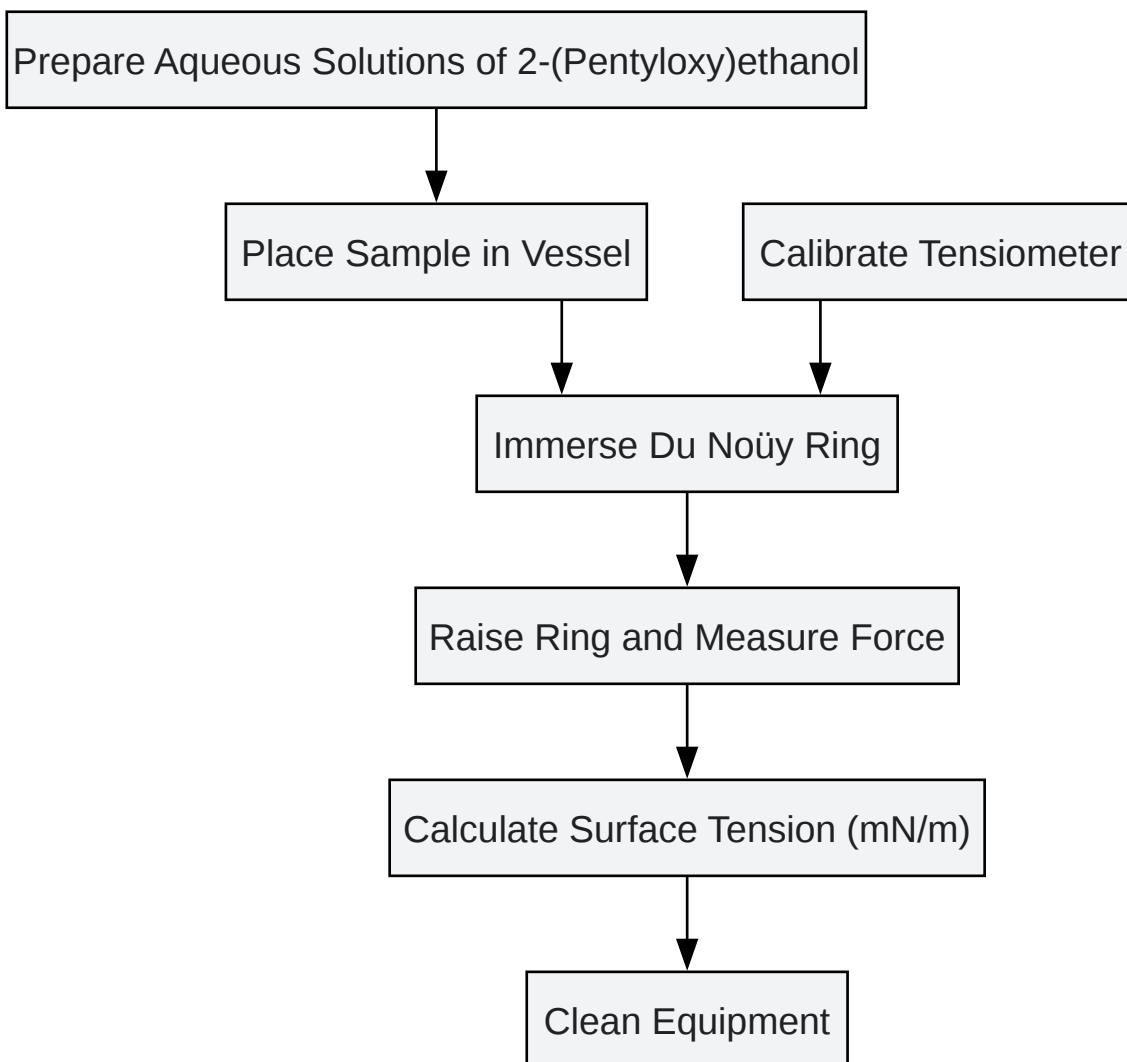 Prepare Aqueous Solutions of 2-(Pentyloxy)ethanol
Place Sample in Vessel
Calibrate Tensiometer
Immerse Du Noüy Ring
Raise Ring and Measure Force
Calculate Surface Tension (mN/m)
Clean Equipment